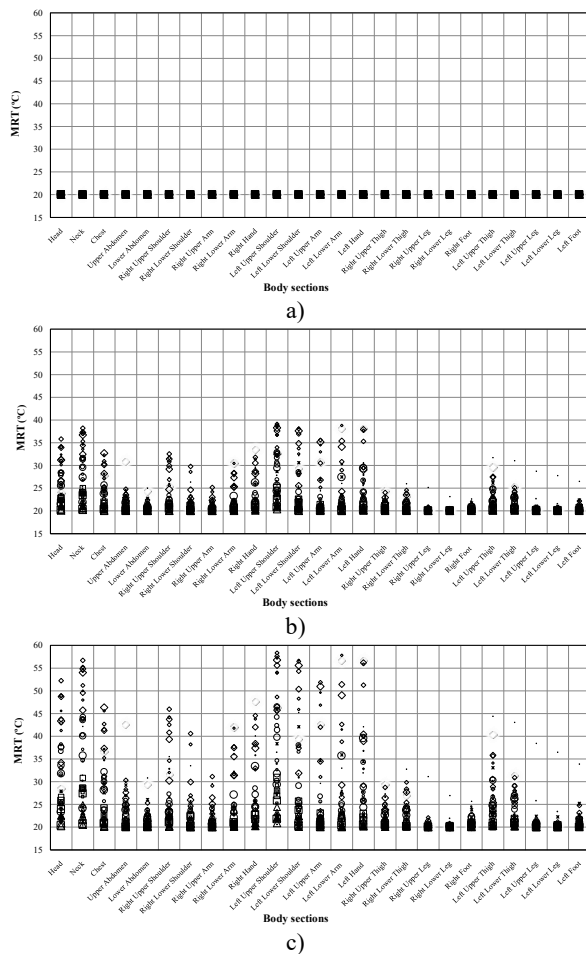 60
55
50
45
40
35
30
25
20
15
MRT (ºC)
Head
Neck
Chest
Upper Abdomen
Lower Abdomen
Right Upper Shoulder
Right Lower Shoulder
Right Upper Arm
Right Lower Arm
Right Hand
Left Upper Shoulder
Left Lower Shoulder
Left Upper Arm
Left Lower Arm
Left Hand
Right Upper Thigh
Right Lower Thigh
Right Upper Leg
Right Lower Leg
Right Foot
Left Upper Thigh
Left Lower Thigh
Left Upper Leg
Left Lower Leg
Left Foot
Body sections
a)
60
55
50
45
40
35
30
25
20
15
MRT (ºC)
Head
Neck
Chest
Upper Abdomen
Lower Abdomen
Right Upper Shoulder
Right Lower Shoulder
Right Upper Arm
Right Lower Arm
Right Hand
Left Upper Shoulder
Left Lower Shoulder
Left Upper Arm
Left Lower Arm
Left Hand
Right Upper Thigh
Right Lower Thigh
Right Upper Leg
Right Lower Leg
Right Foot
Left Upper Thigh
Left Lower Thigh
Left Upper Leg
Left Lower Leg
Left Foot
Body sections
b)
60
55
50
45
40
35
30
25
20
15
MRT (ºC)
Head
Neck
Chest
Upper Abdomen
Lower Abdomen
Right Upper Shoulder
Right Lower Shoulder
Right Upper Arm
Right Lower Arm
Right Hand
Left Upper Shoulder
Left Lower Shoulder
Left Upper Arm
Left Lower Arm
Left Hand
Right Upper Thigh
Right Lower Thigh
Right Upper Leg
Right Lower Leg
Right Foot
Left Upper Thigh
Left Lower Thigh
Left Upper Leg
Left Lower Leg
Left Foot
Body sections
c)